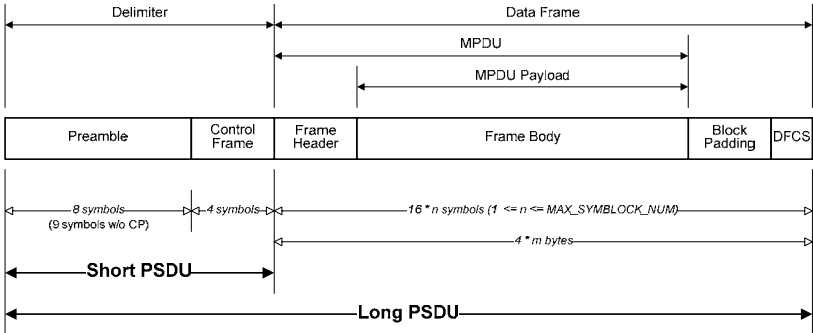 Delimiter
Data Frame
MPDU
MPDU Payload
Preamble
Control
Frame
Frame
Header
Frame Body
Block
Padding
DFCS
8 symbols
(9 symbols w/o CP)
4 symbols
16 * n symbols (1 <= n <= MAX_SYMBLOCK_NUM)
4 * m bytes
Short PSDU
Long PSDU